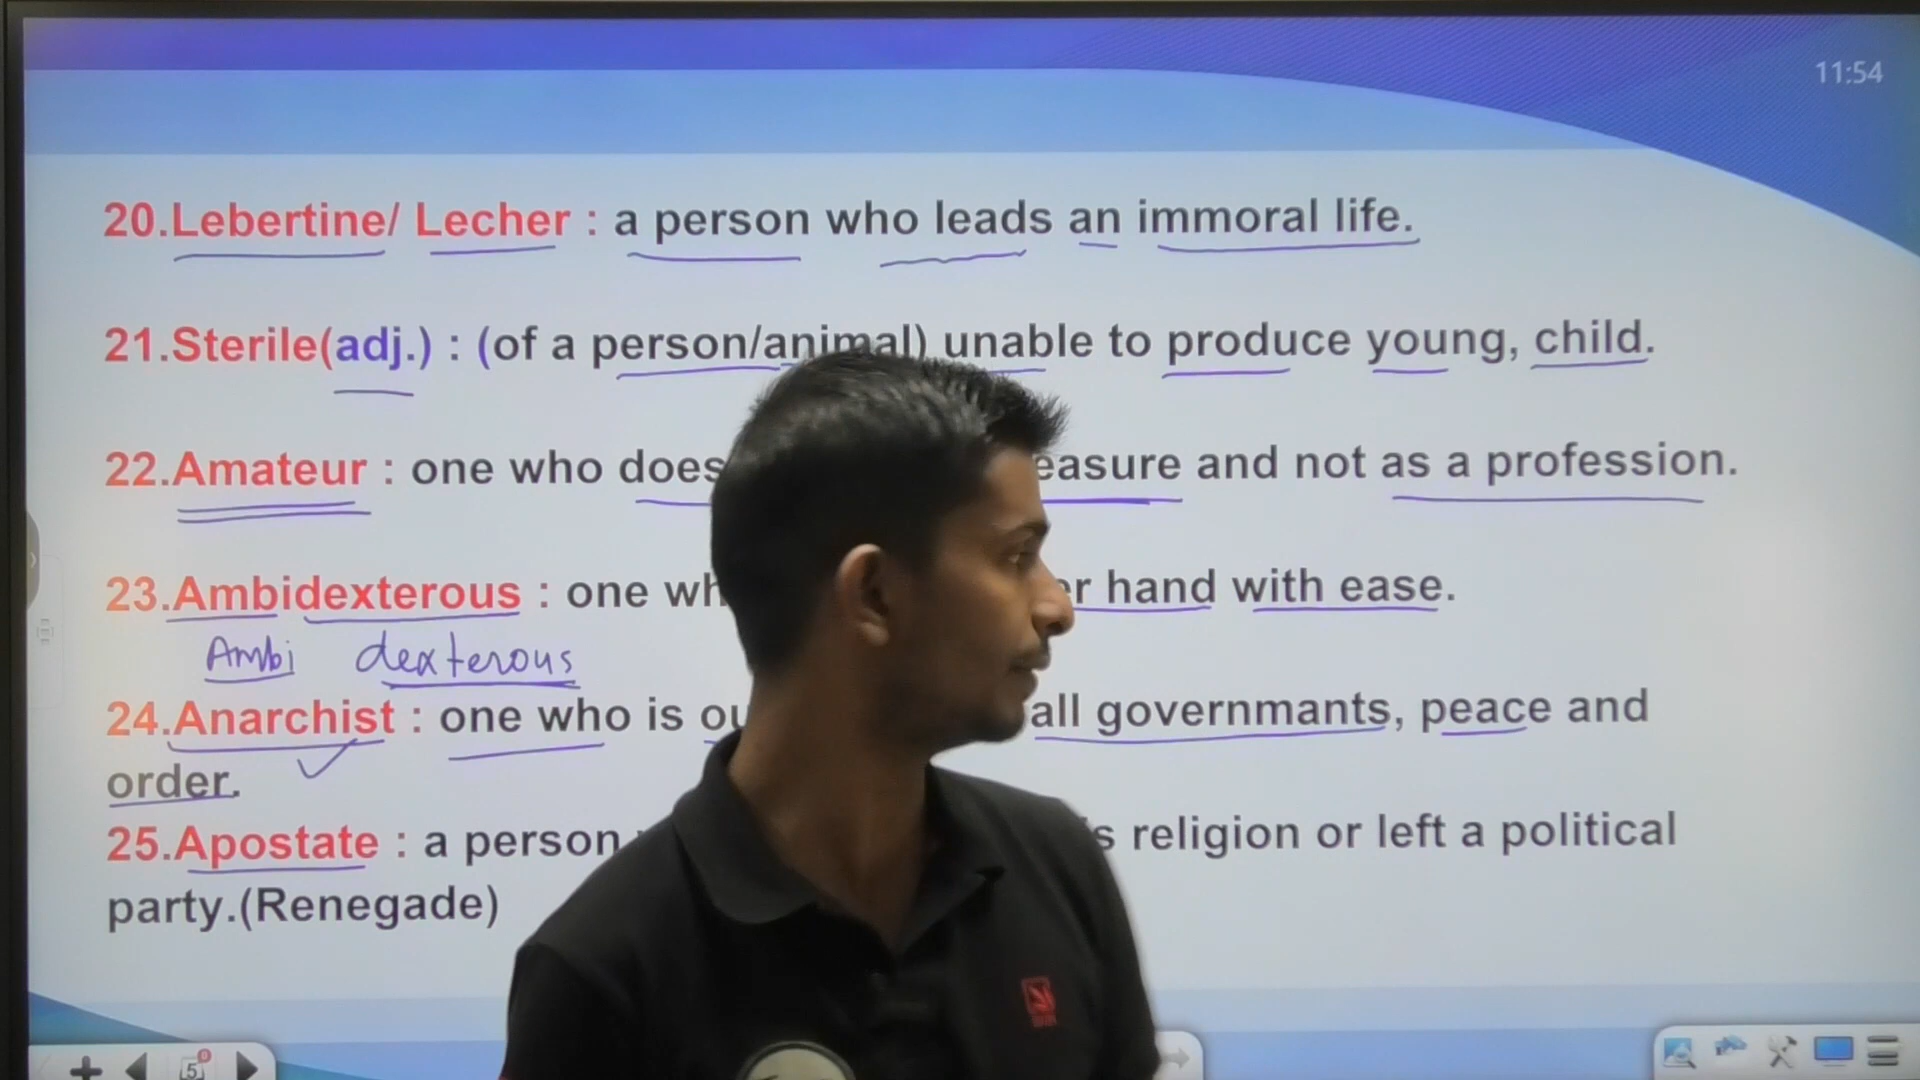 11:54
20.Lebertine/ Lecher : a person who leads an immoral life.
21.Sterile(adj.) : (of a person/animal) unable to produce young, child.
22.Amateur : one who does and not as a profession.
23.Ambidexterous : one hand with ease.
Ambi dexterous
24.Anarchist : one who is all governmants, peace and
order.
25.Apostate : a person religion or left a political
party.(Renegade)
5